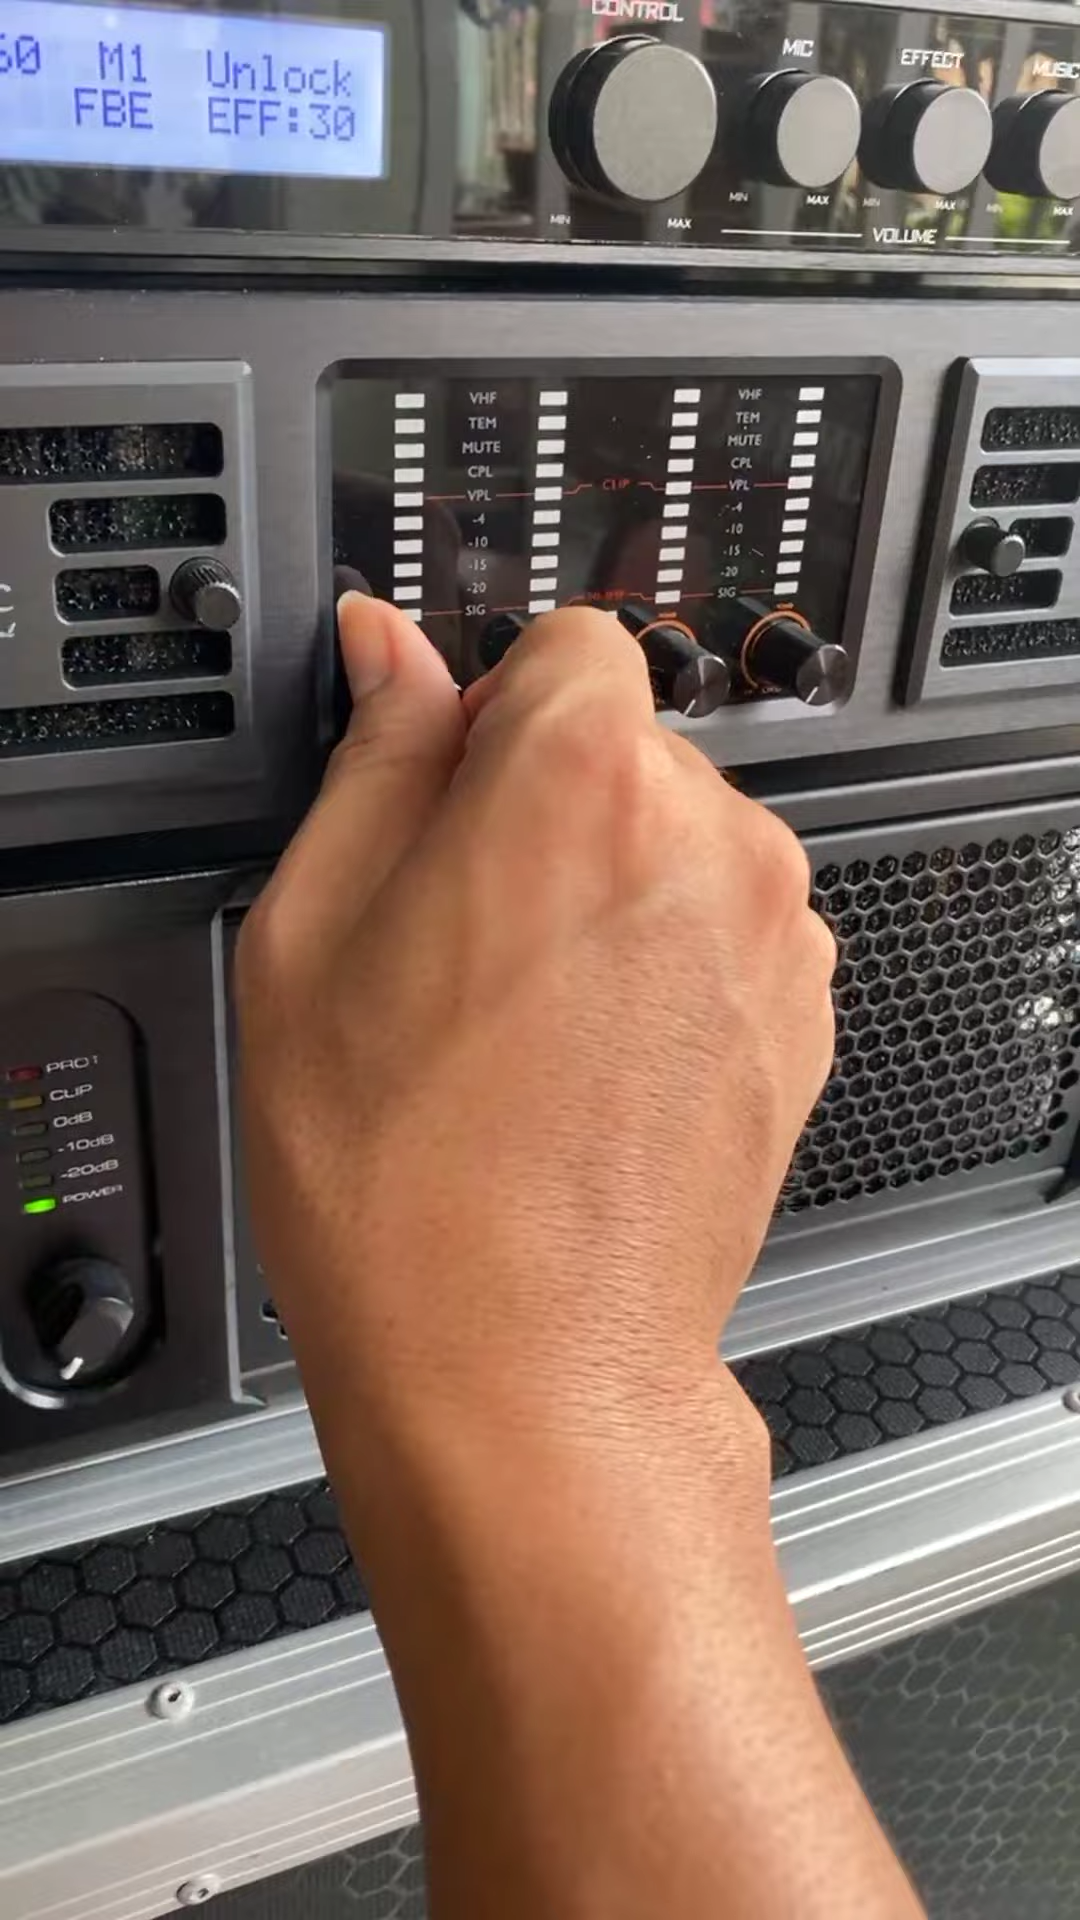 60 M1 Unlock
FBE EFF:30
CONTROL
MIC
EFFECT
MUSIC
MIN MAX
MIN MAX
MIN MAX
MIN MAX
VOLUME
VHF
TEM
MUTE
CPL
VPL
-4
-10
-15
-20
SIG
CLIP
VHF
TEM
MUTE
CPL
VPL
-4
-10
-15
-20
SIG
CLIP
0dB
-10dB
-20dB
POWER